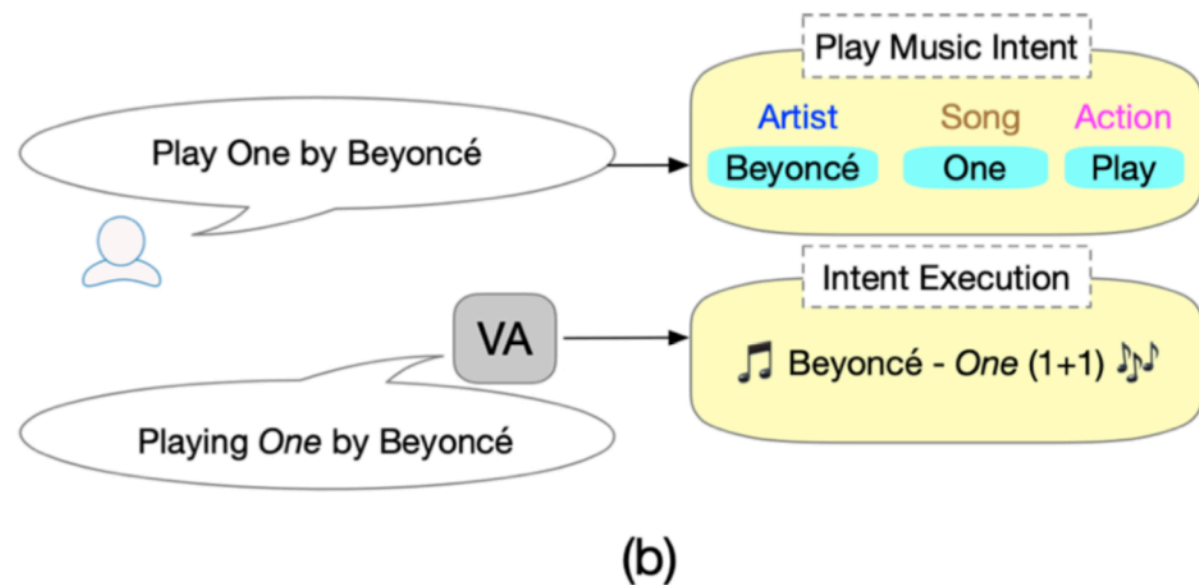 Play Music Intent
Play One by Beyoncé
Artist Song Action
Beyoncé One Play
Intent Execution
VA
🎵 Beyoncé - One (1+1) 🎶
Playing One by Beyoncé
(b)